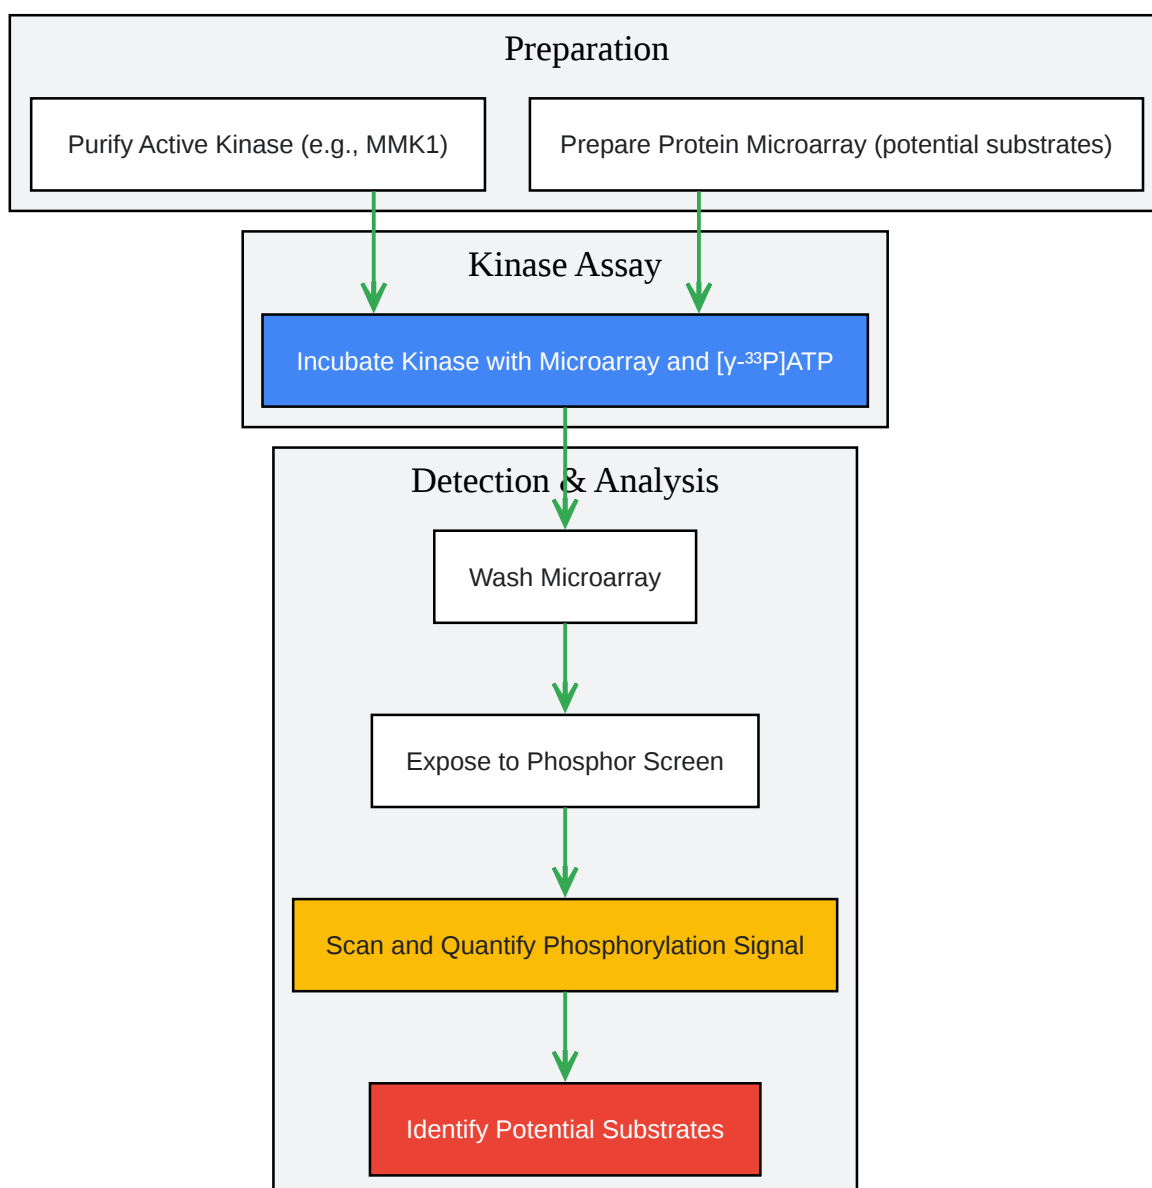 Preparation
Purify Active Kinase (e.g., MMK1)
Prepare Protein Microarray (potential substrates)
Kinase Assay
Incubate Kinase with Microarray and [γ-³³P]ATP
Detection & Analysis
Wash Microarray
Expose to Phosphor Screen
Scan and Quantify Phosphorylation Signal
Identify Potential Substrates